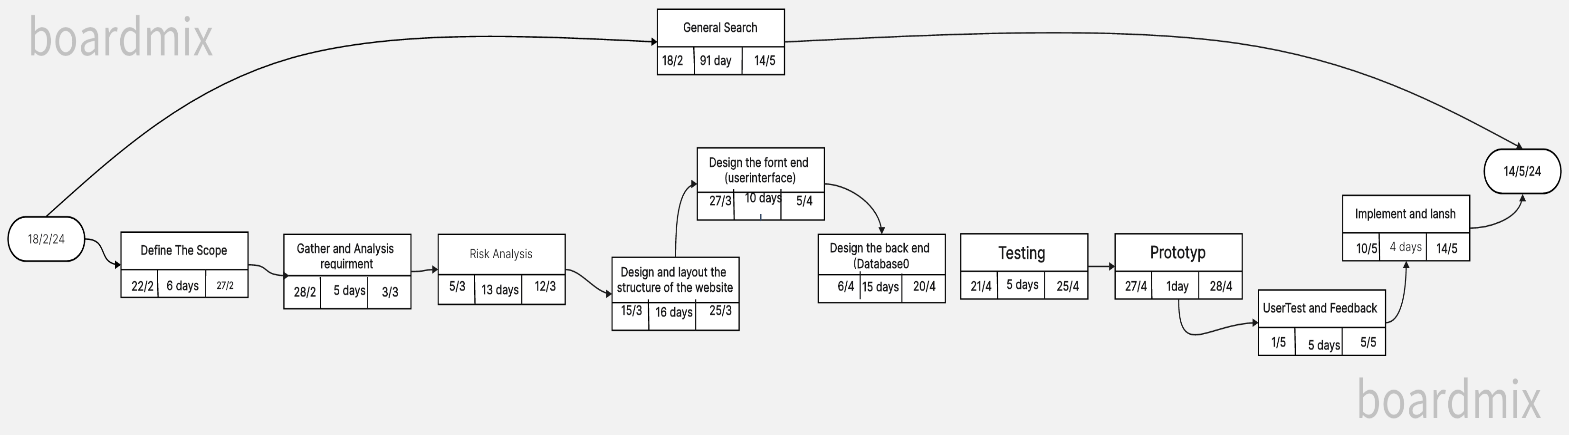 boardmix
General Search
18/2 91 day 14/5
18/2/24
Define The Scope
22/2 6 days 27/2
Gather and Analysis
requirment
28/2 5 days 3/3
Risk Analysis
5/3 13 days 12/3
Design and layout the
structure of the website
15/3 16 days 25/3
Design the fornt end
(userinterface)
27/3 10 days 5/4
Design the back end
(Database0
6/4 15 days 20/4
Testing
21/4 5 days 25/4
Prototyp
27/4 1day 28/4
UserTest and Feedback
1/5 5 days 5/5
Implement and lansh
10/5 4 days 14/5
14/5/24
boardmix